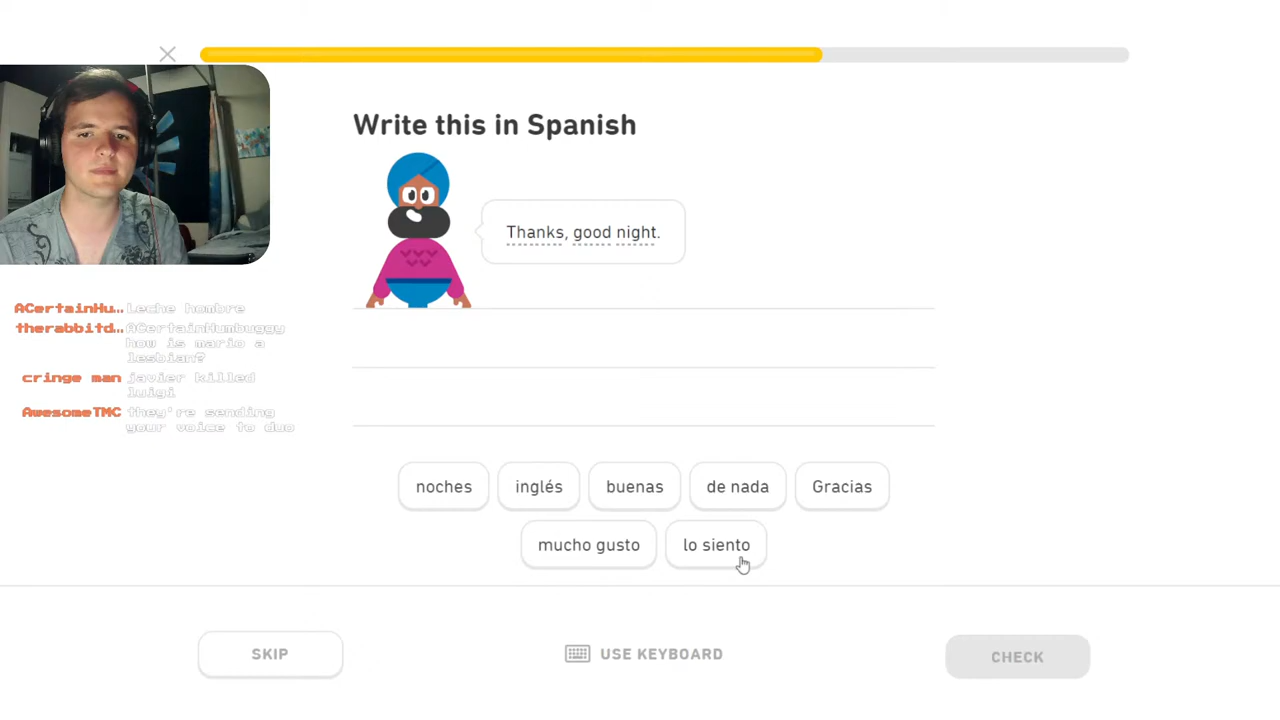 Write this in Spanish
Thanks, good night.
ACertainHu… Leche hombre
therabbitd… ACertainHumbuggy
how is mario a
lesbian?
cringe man javier killed
luigi
AwesomeTMC they're sending
your voice to duo
noches inglés buenas de nada Gracias
mucho gusto lo siento
SKIP USE KEYBOARD CHECK